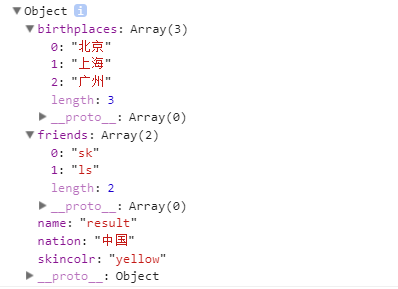 Object i
birthplaces: Array(3)
0: "北京"
1: "上海"
2: "广州"
length: 3
__proto__: Array(0)
friends: Array(2)
0: "sk"
1: "ls"
length: 2
__proto__: Array(0)
name: "result"
nation: "中国"
skincolr: "yellow"
__proto__: Object